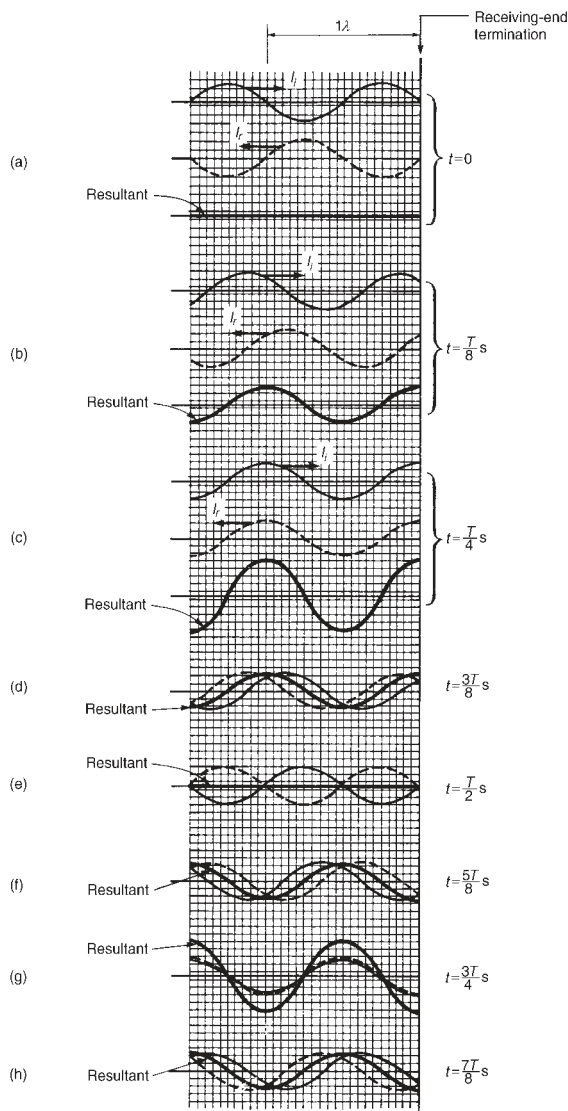 Receiving-end
termination
1λ
I_i
I_r
(a)
t=0
Resultant
I_i
I_r
(b)
t=T/8 s
Resultant
I_i
I_r
(c)
t=T/4 s
Resultant
(d)
t=3T/8 s
Resultant
Resultant
(e)
t=T/2 s
(f)
t=5T/8 s
Resultant
Resultant
(g)
t=3T/4 s
(h)
t=7T/8 s
Resultant